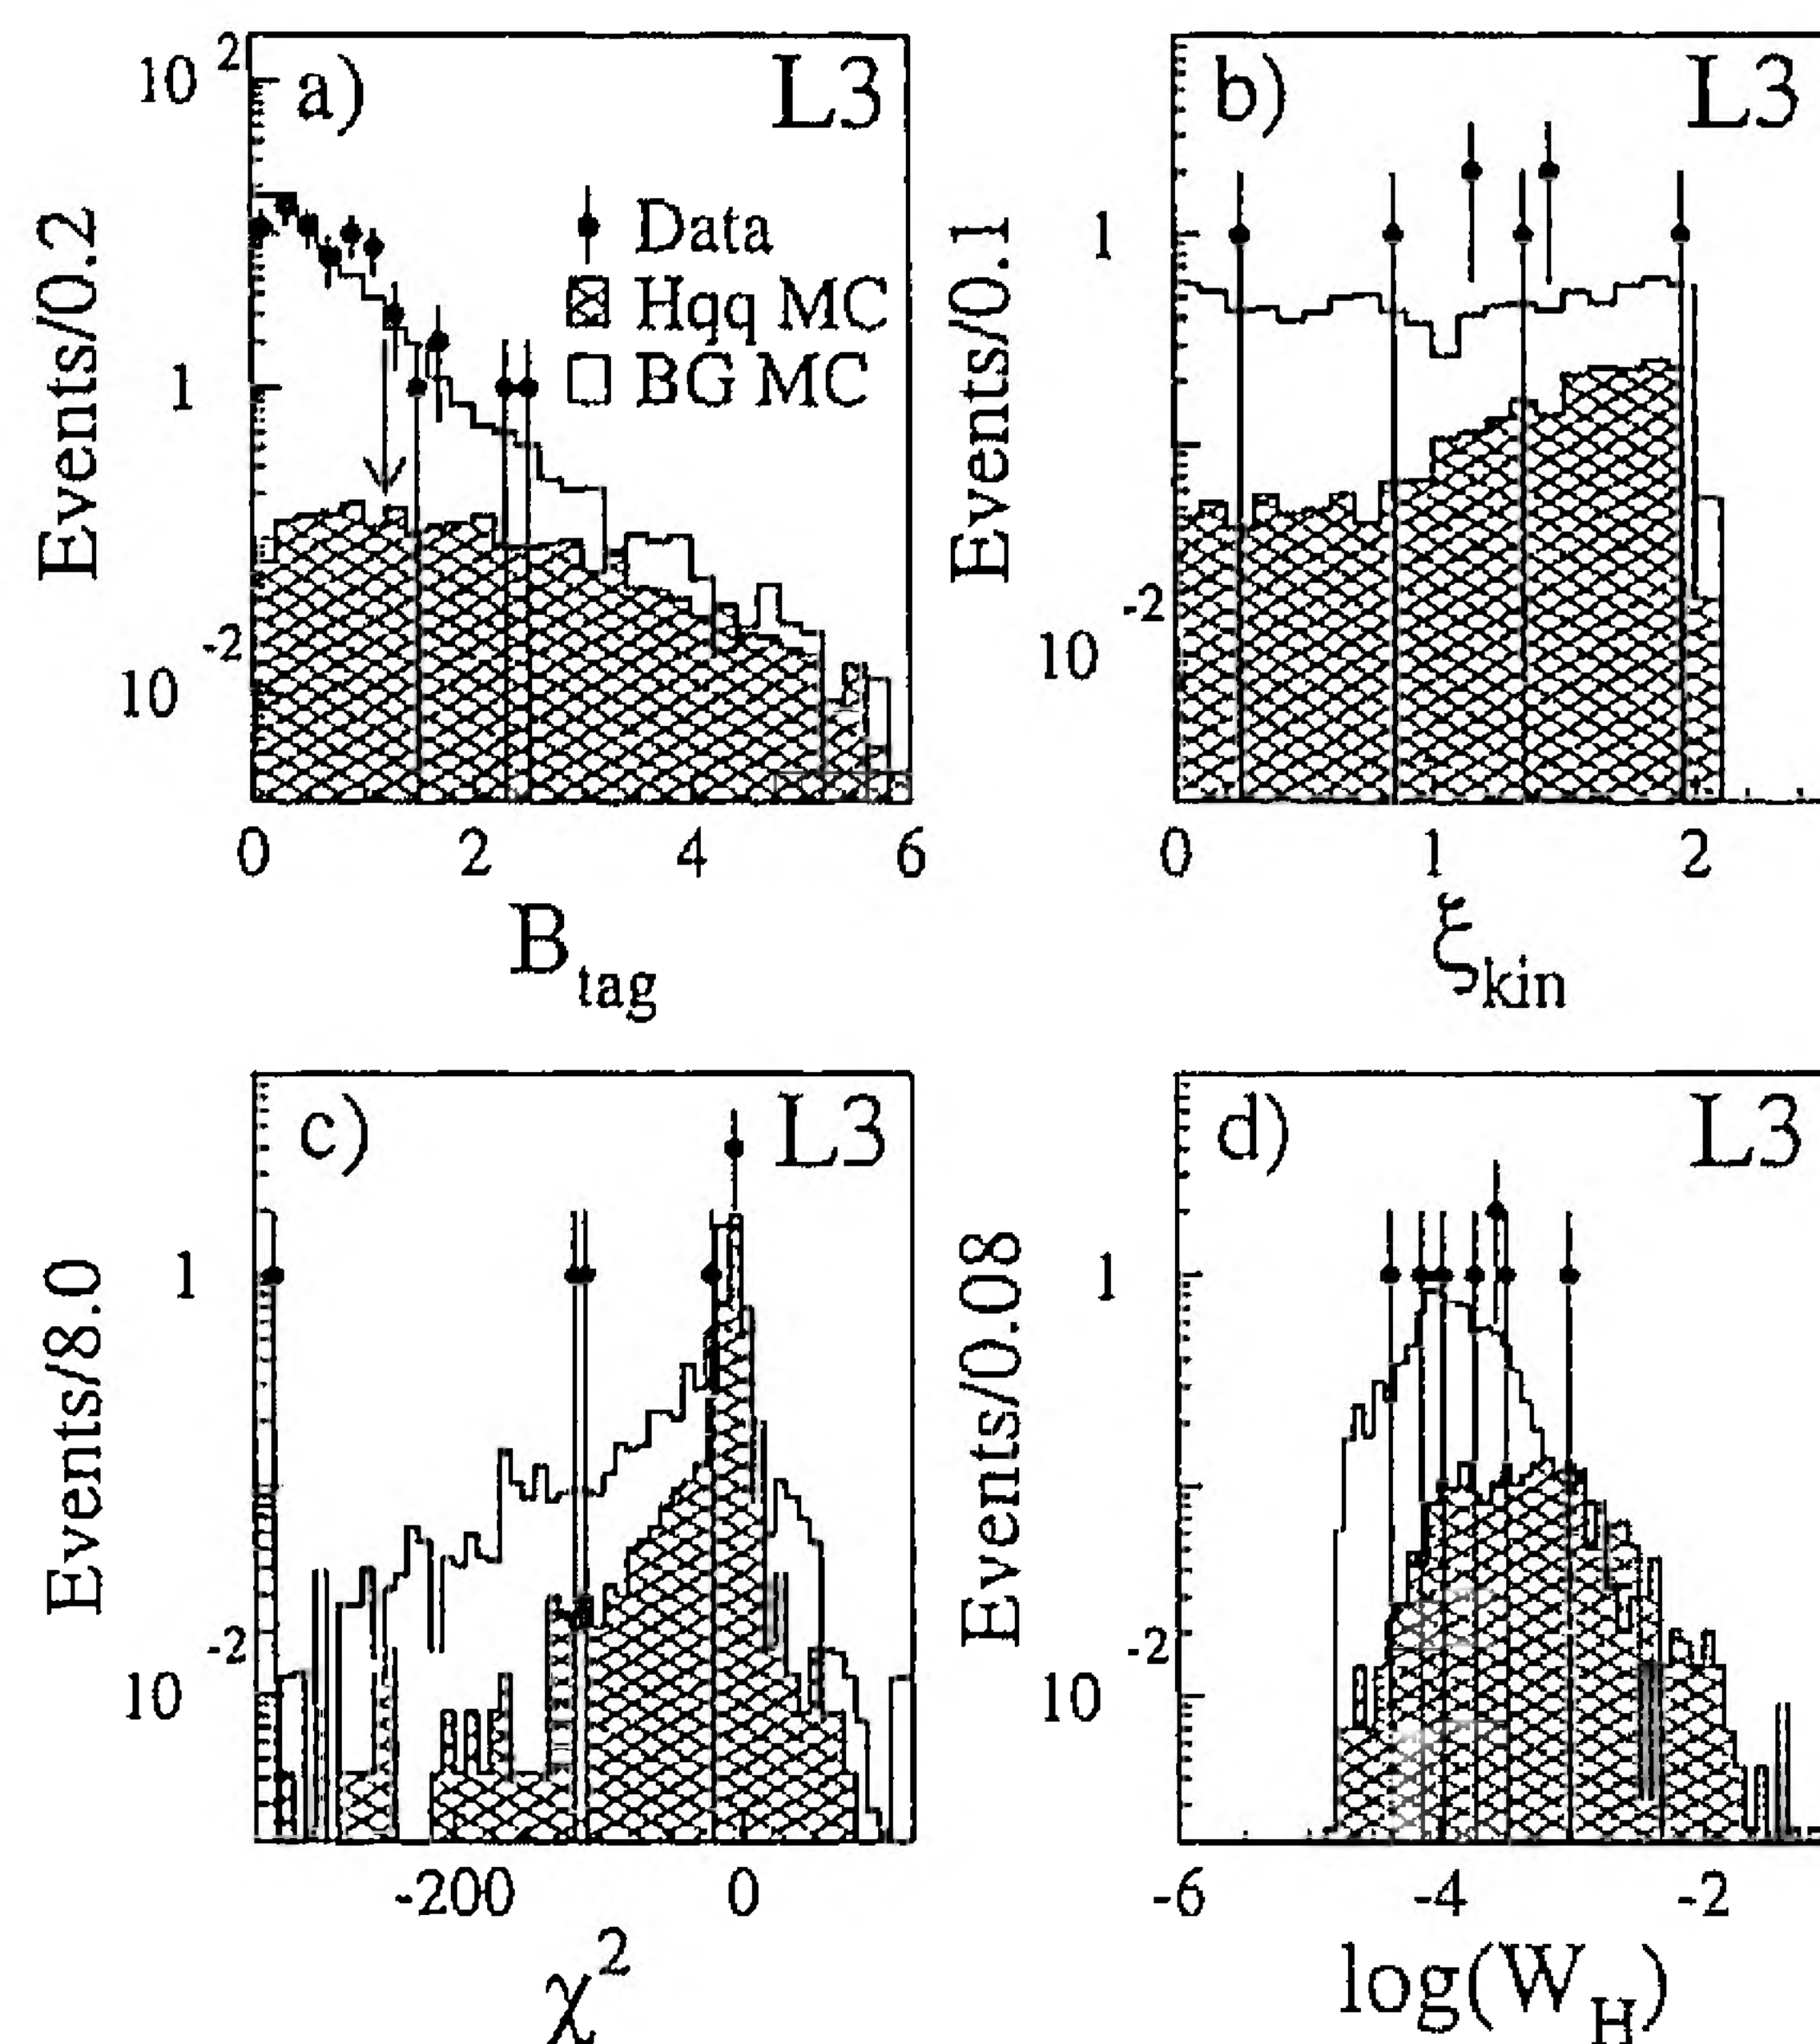 a) L3
10 2
1
10 -2
Events/0.2
Data
Hqq MC
BG MC
0 2 4 6
B tag
b) L3
1
10 -2
Events/0.1
0 1 2
ξ kin
c) L3
1
10 -2
Events/8.0
-200 0
χ 2
d) L3
1
10 -2
Events/0.08
-6 -4 -2
log(W H)